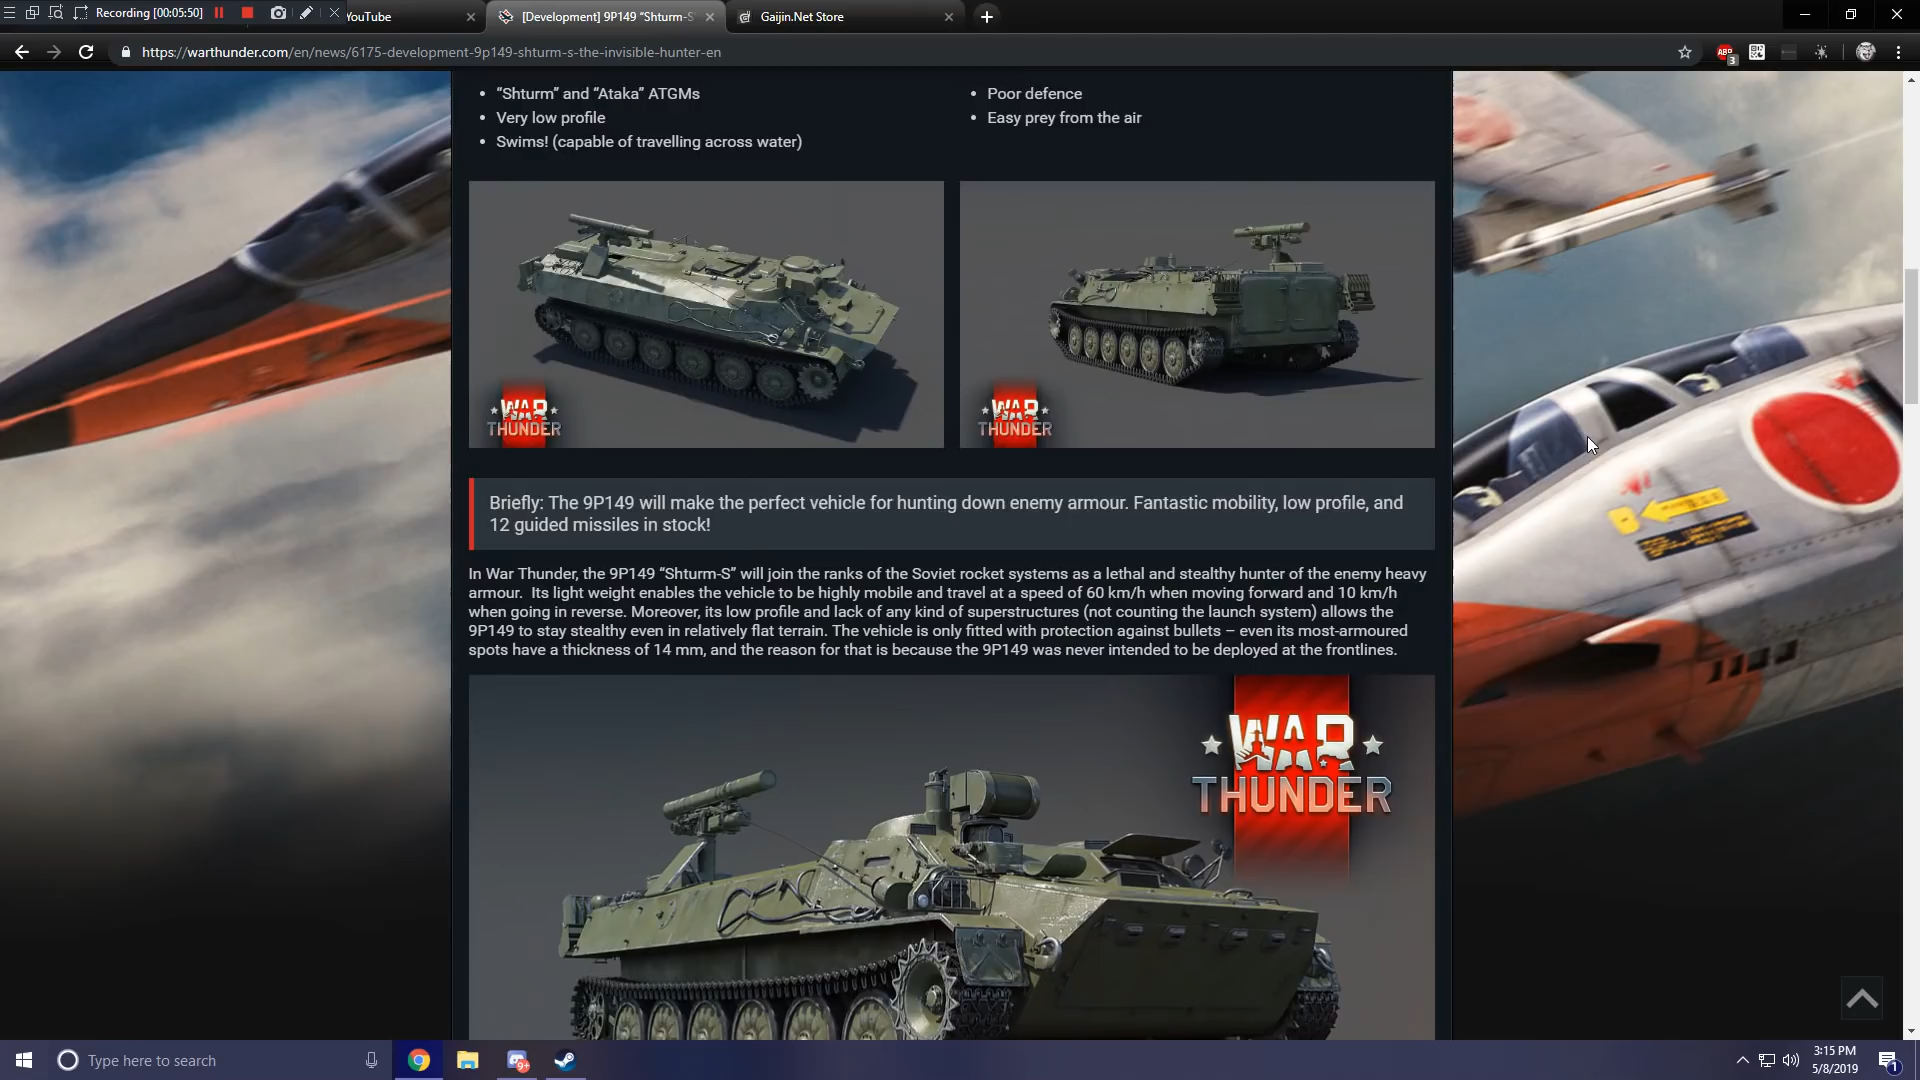 Recording [00:05:50]
YouTube
[Development] 9P149 “Shturm-S”
Gaijin.Net Store
https://warthunder.com/en/news/6175-development-9p149-shturm-s-the-invisible-hunter-en
ABP
3
• “Shturm” and “Ataka” ATGMs
• Very low profile
• Swims! (capable of travelling across water)
• Poor defence
• Easy prey from the air
WAR
THUNDER
WAR
THUNDER
Briefly: The 9P149 will make the perfect vehicle for hunting down enemy armour. Fantastic mobility, low profile, and
12 guided missiles in stock!
In War Thunder, the 9P149 “Shturm-S” will join the ranks of the Soviet rocket systems as a lethal and stealthy hunter of the enemy heavy
armour. Its light weight enables the vehicle to be highly mobile and travel at a speed of 60 km/h when moving forward and 10 km/h
when going in reverse. Moreover, its low profile and lack of any kind of superstructures (not counting the launch system) allows the
9P149 to stay stealthy even in relatively flat terrain. The vehicle is only fitted with protection against bullets – even its most-armoured
spots have a thickness of 14 mm, and the reason for that is because the 9P149 was never intended to be deployed at the frontlines.
WAR
THUNDER
Type here to search
9+
3:15 PM
5/8/2019
1